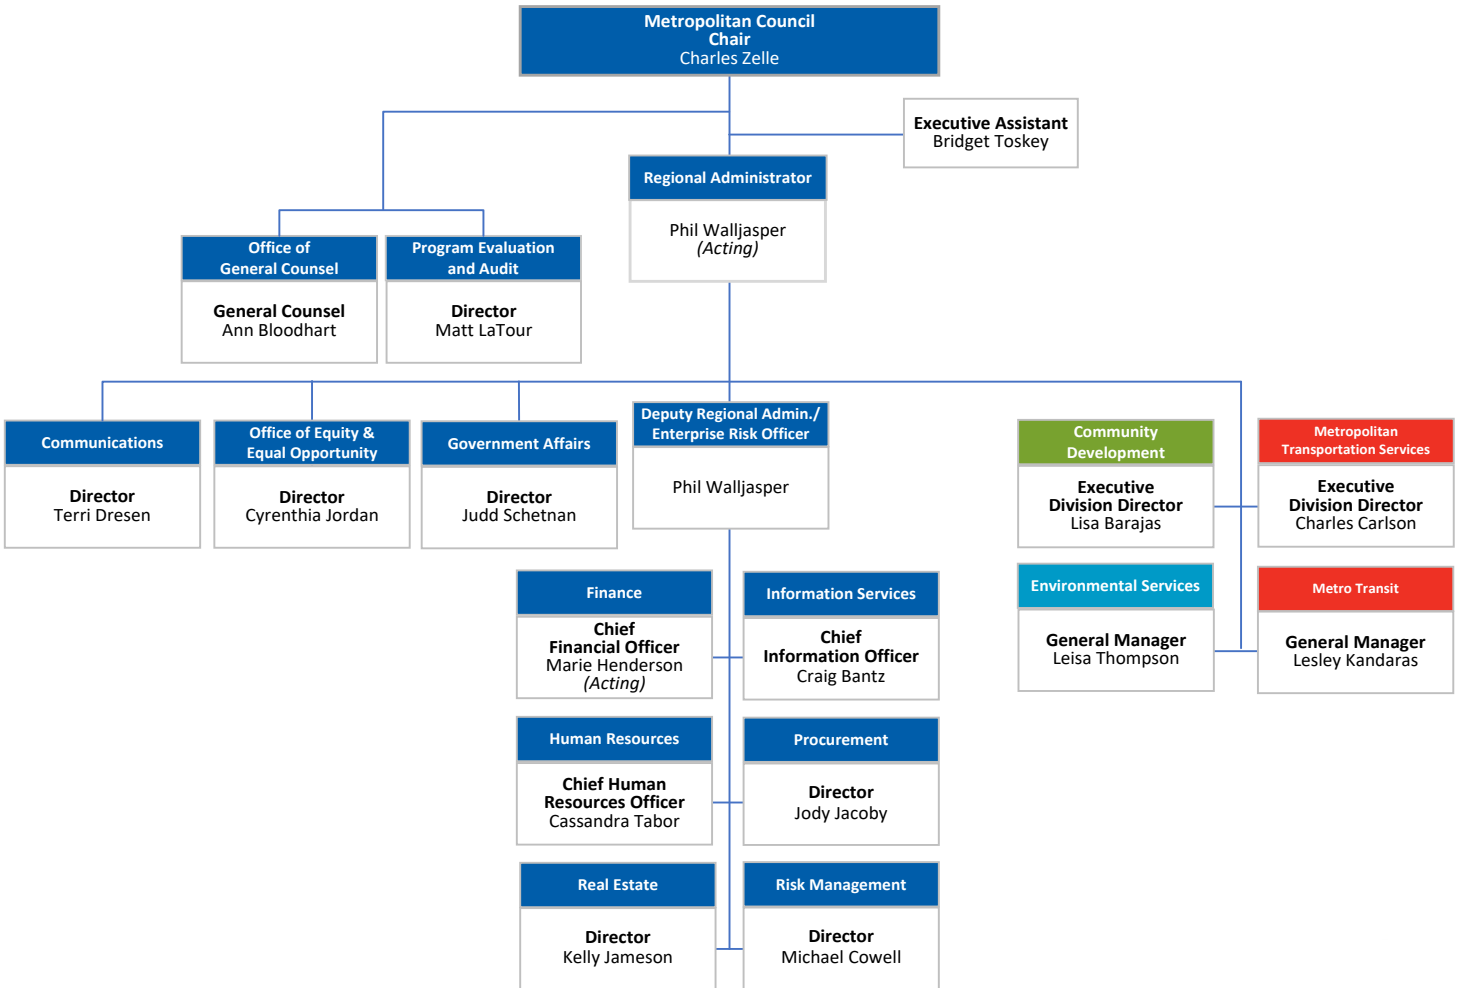 Metropolitan Council
Chair
Charles Zelle
Executive Assistant
Bridget Toskey
Regional Administrator
Phil Walljasper
(Acting)
Office of
General Counsel
General Counsel
Ann Bloodhart
Program Evaluation
and Audit
Director
Matt LaTour
Communications
Director
Terri Dresen
Office of Equity &
Equal Opportunity
Director
Cyrenthia Jordan
Government Affairs
Director
Judd Schetnan
Deputy Regional Admin./
Enterprise Risk Officer
Phil Walljasper
Community
Development
Executive
Division Director
Lisa Barajas
Metropolitan
Transportation Services
Executive
Division Director
Charles Carlson
Environmental Services
General Manager
Leisa Thompson
Metro Transit
General Manager
Lesley Kandaras
Finance
Chief
Financial Officer
Marie Henderson
(Acting)
Information Services
Chief
Information Officer
Craig Bantz
Human Resources
Chief Human
Resources Officer
Cassandra Tabor
Procurement
Director
Jody Jacoby
Real Estate
Director
Kelly Jameson
Risk Management
Director
Michael Cowell